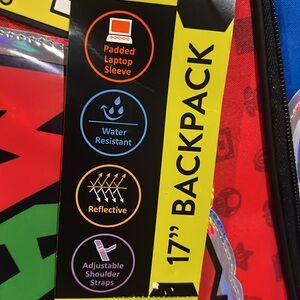 Padded
Laptop
Sleeve
Water
Resistant
Reflective
Adjustable
Shoulder
Straps
17” BACKPACK